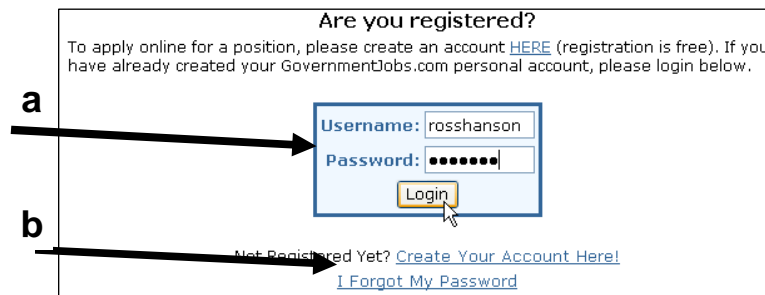 Are you registered?
To apply online for a position, please create an account HERE (registration is free). If you
have already created your GovernmentJobs.com personal account, please login below.
a
Username: rosshanson
Password: ●●●●●●●
Login
b
Not Registered Yet? Create Your Account Here!
I Forgot My Password